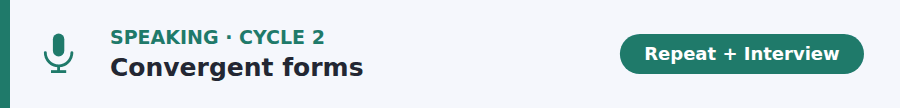 SPEAKING · CYCLE 2
Convergent forms
Repeat + Interview